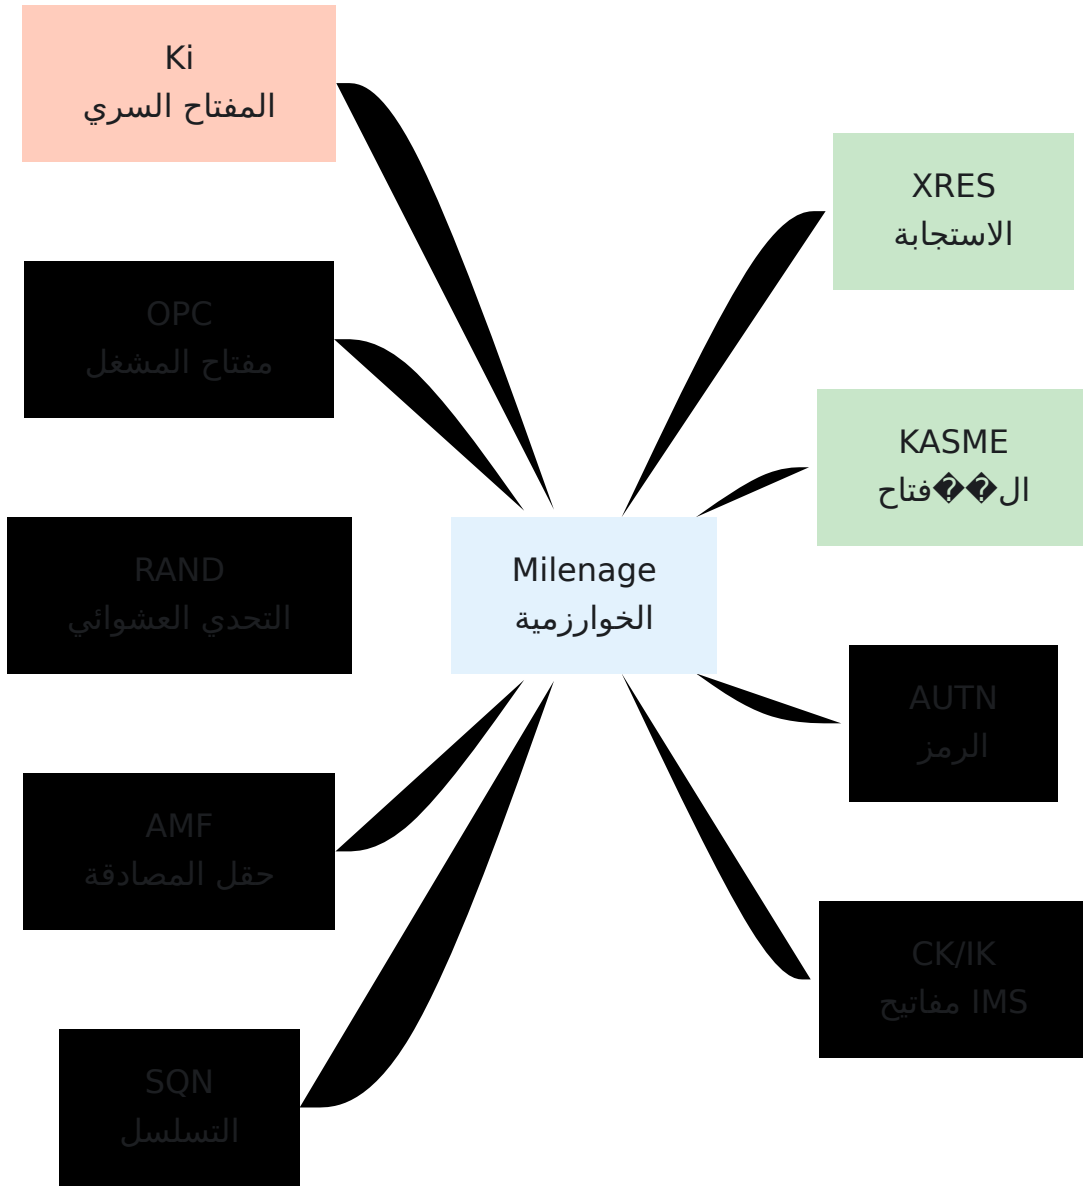 Ki
المفتاح السري
OPC
مفتاح المشغل
RAND
التحدي العشوائي
AMF
حقل المصادقة
SQN
التسلسل
Milenage
الخوارزمية
XRES
الاستجابة
KASME
ال��فتاح
AUTN
الرمز
CK/IK
مفاتيح IMS